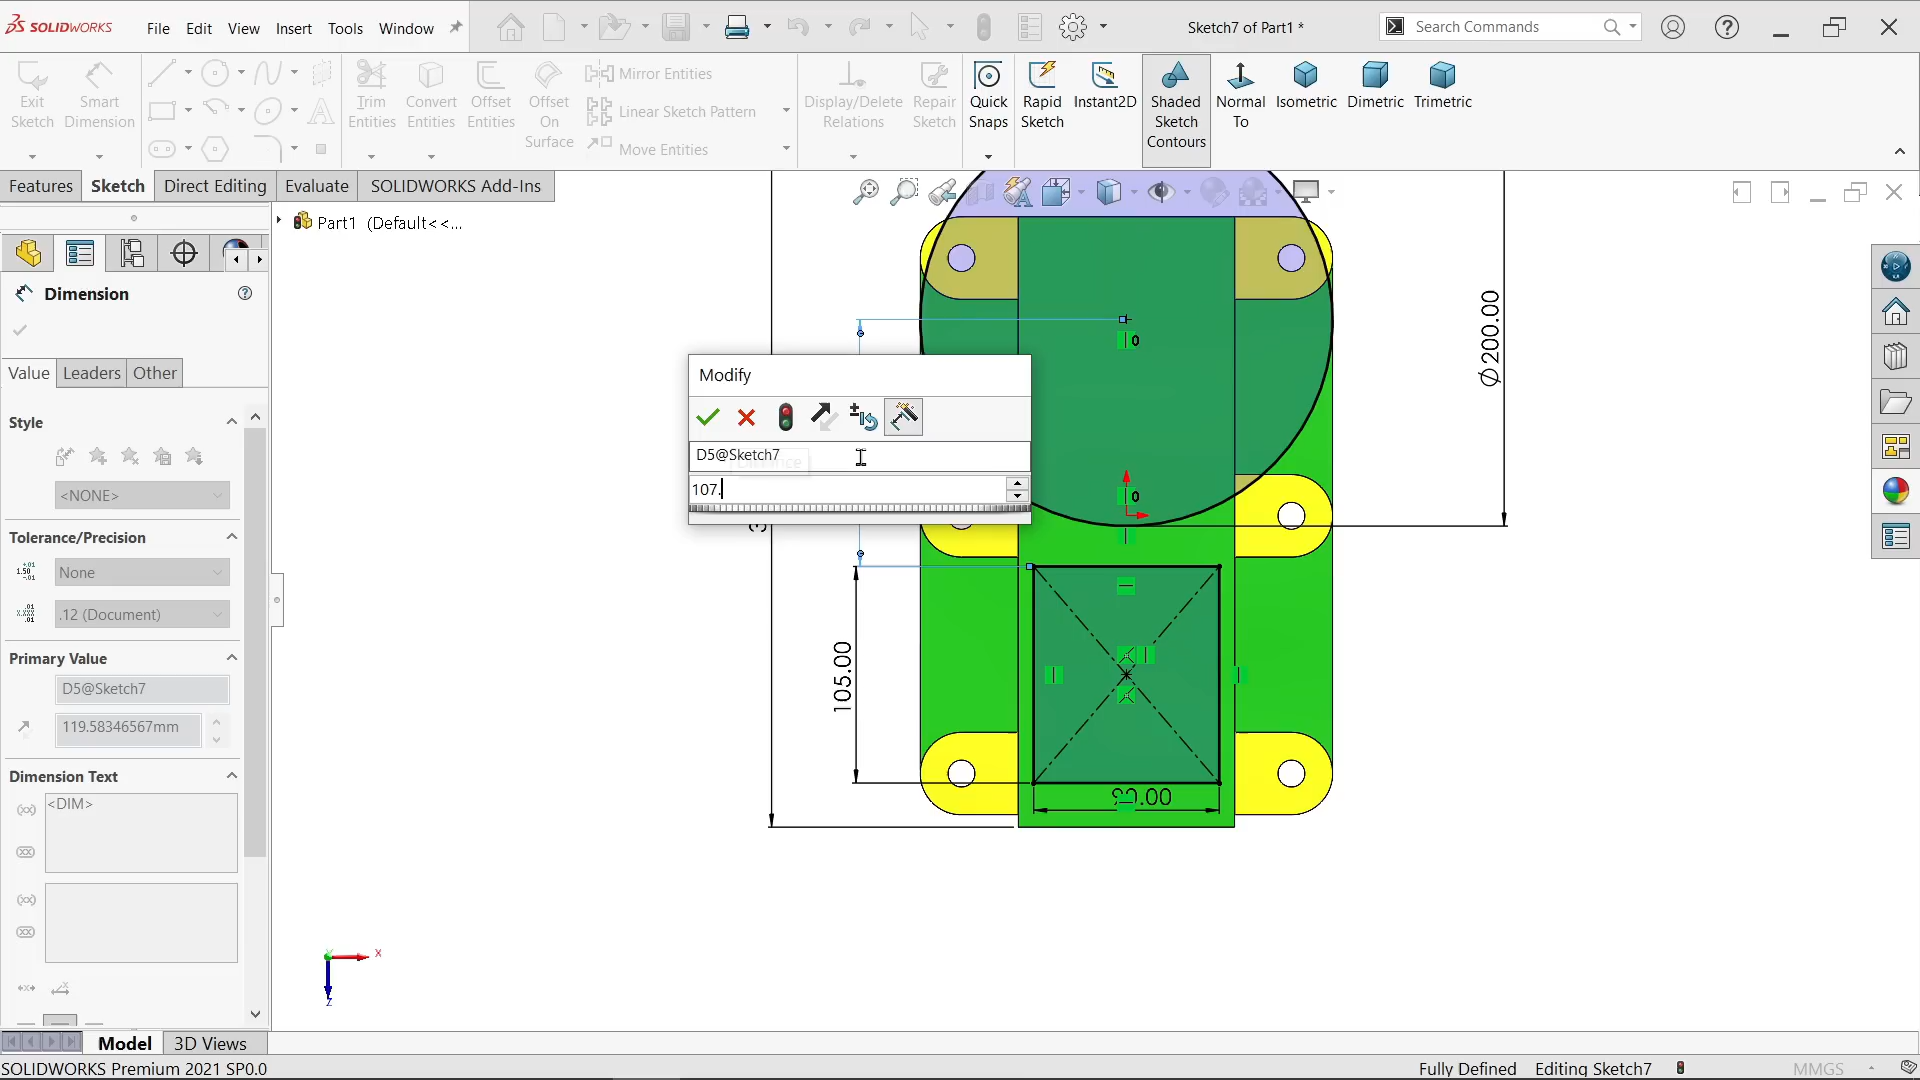 SOLIDWORKS
File Edit View Insert Tools Window
Sketch7 of Part1 *
Search Commands
Exit Sketch
Smart Dimension
Trim Entities
Convert Entities
Offset Entities
Offset On Surface
Mirror Entities
Linear Sketch Pattern
Move Entities
Display/Delete Relations
Repair Sketch
Quick Snaps
Rapid Sketch
Instant2D
Shaded Sketch Contours
Normal To
Isometric
Dimetric
Trimetric
Features Sketch Direct Editing Evaluate SOLIDWORKS Add-Ins
Part1 (Default<<...
Dimension
Value Leaders Other
Style
<NONE>
Tolerance/Precision
None
.12 (Document)
Primary Value
D5@Sketch7
119.58346567mm
Dimension Text
<DIM>
Modify
D5@Sketch7
107.
Ø200.00
0
0
105.00
X
Z
Model 3D Views
SOLIDWORKS Premium 2021 SP0.0
Fully Defined Editing Sketch7
MMGS